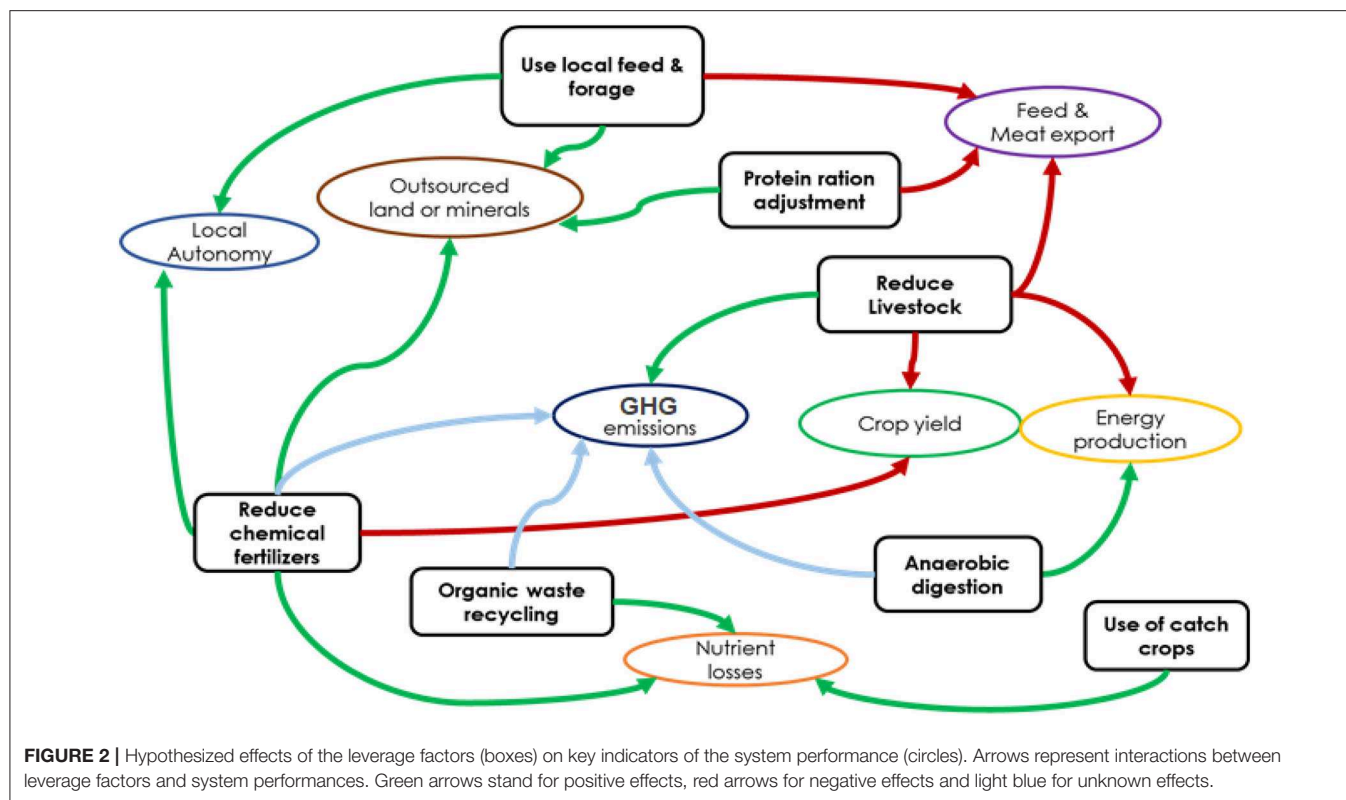 Use local feed &
forage
Feed &
Meat export
Protein ration
adjustment
Outsourced
land or minerals
Local
Autonomy
Reduce
Livestock
GHG
emissions
Crop yield
Energy
production
Reduce
chemical
fertilizers
Anaerobic
digestion
Organic waste
recycling
Use of catch
crops
Nutrient
losses
FIGURE 2 | Hypothesized effects of the leverage factors (boxes) on key indicators of the system performance (circles). Arrows represent interactions between
leverage factors and system performances. Green arrows stand for positive effects, red arrows for negative effects and light blue for unknown effects.